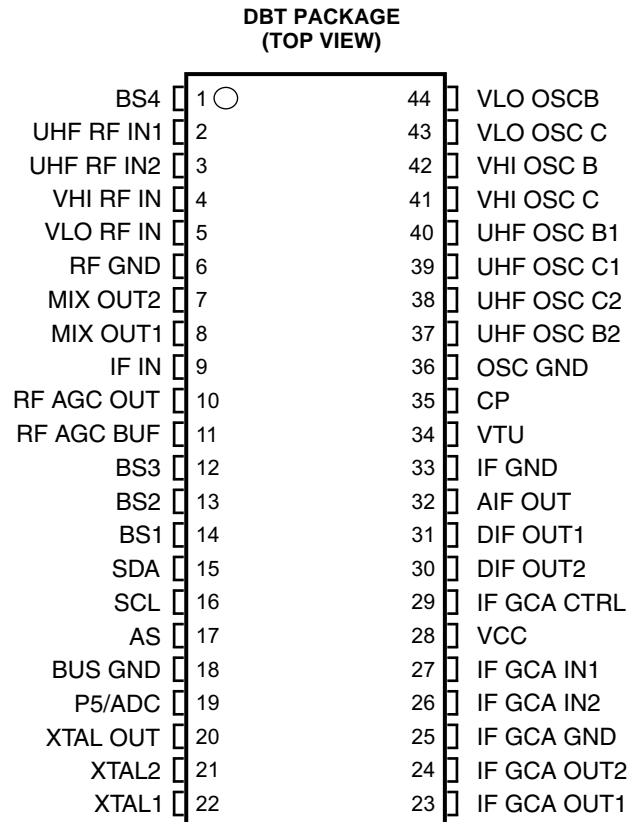 DBT PACKAGE
(TOP VIEW)
BS4 1 44 VLO OSCB
UHF RF IN1 2 43 VLO OSC C
UHF RF IN2 3 42 VHI OSC B
VHI RF IN 4 41 VHI OSC C
VLO RF IN 5 40 UHF OSC B1
RF GND 6 39 UHF OSC C1
MIX OUT2 7 38 UHF OSC C2
MIX OUT1 8 37 UHF OSC B2
IF IN 9 36 OSC GND
RF AGC OUT 10 35 CP
RF AGC BUF 11 34 VTU
BS3 12 33 IF GND
BS2 13 32 AIF OUT
BS1 14 31 DIF OUT1
SDA 15 30 DIF OUT2
SCL 16 29 IF GCA CTRL
AS 17 28 VCC
BUS GND 18 27 IF GCA IN1
P5/ADC 19 26 IF GCA IN2
XTAL OUT 20 25 IF GCA GND
XTAL2 21 24 IF GCA OUT2
XTAL1 22 23 IF GCA OUT1